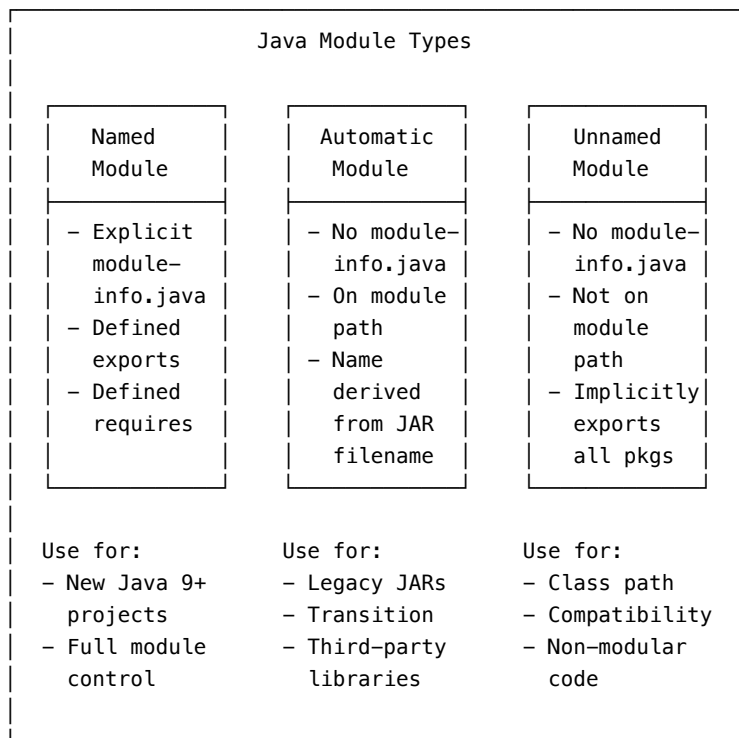 Java Module Types
Named
Module
- Explicit
module-
info.java
- Defined
exports
- Defined
requires
Automatic
Module
- No module-
info.java
- On module
path
- Name
derived
from JAR
filename
Unnamed
Module
- No module-
info.java
- Not on
module
path
- Implicitly
exports
all pkgs
Use for:
- New Java 9+
projects
- Full module
control
Use for:
- Legacy JARs
- Transition
- Third-party
libraries
Use for:
- Class path
- Compatibility
- Non-modular
code